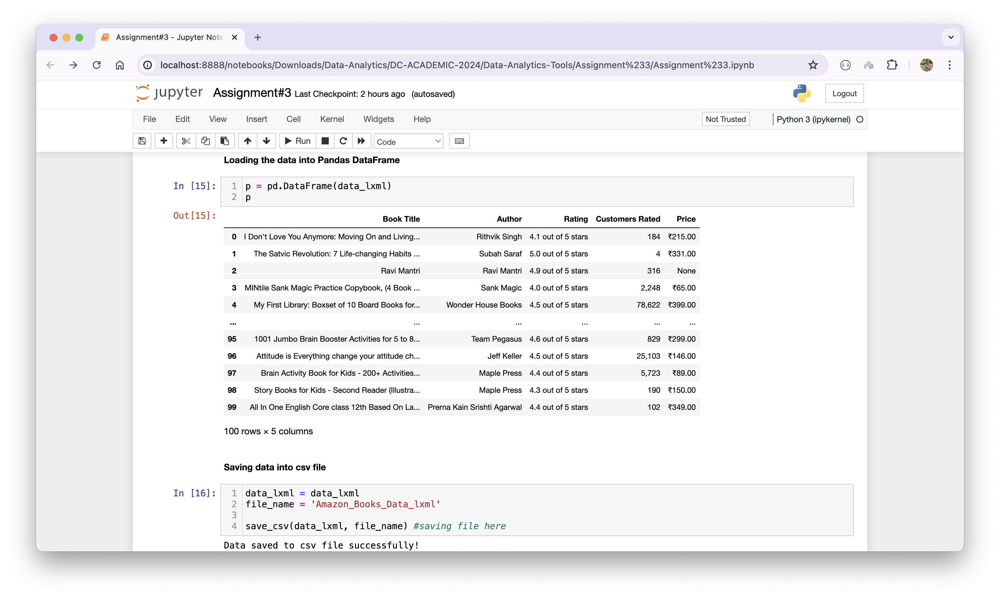 Assignment#3 - Jupyter Note
localhost:8888/notebooks/Downloads/Data-Analytics/DC-ACADEMIC-2024/Data-Analytics-Tools/Assignment%233/Assignment%233.ipynb
jupyter Assignment#3 Last Checkpoint: 2 hours ago (autosaved) Logout
File Edit View Insert Cell Kernel Widgets Help Not Trusted Python 3 (ipykernel)
Run Code
Loading the data into Pandas DataFrame
In [15]: 1 p = pd.DataFrame(data_lxml)
2 p
Out[15]:
Book Title Author Rating Customers Rated Price
0 I Don't Love You Anymore: Moving On and Living... Rithvik Singh 4.1 out of 5 stars 184 ₹215.00
1 The Satvic Revolution: 7 Life-changing Habits ... Subah Saraf 5.0 out of 5 stars 4 ₹331.00
2 Ravi Mantri Ravi Mantri 4.9 out of 5 stars 316 None
3 MINtile Sank Magic Practice Copybook, (4 Book ... Sank Magic 4.0 out of 5 stars 2,248 ₹65.00
4 My First Library: Boxset of 10 Board Books for... Wonder House Books 4.5 out of 5 stars 78,622 ₹399.00
... ... ... ... ... ...
95 1001 Jumbo Brain Booster Activities for 5 to 8... Team Pegasus 4.6 out of 5 stars 829 ₹299.00
96 Attitude is Everything change your attitude ch... Jeff Keller 4.5 out of 5 stars 25,103 ₹146.00
97 Brain Activity Book for Kids - 200+ Activities... Maple Press 4.4 out of 5 stars 5,723 ₹89.00
98 Story Books for Kids - Second Reader (Illustra... Maple Press 4.3 out of 5 stars 190 ₹150.00
99 All In One English Core class 12th Based On La... Prerna Kain Srishti Agarwal 4.4 out of 5 stars 102 ₹349.00
100 rows × 5 columns
Saving data into csv file
In [16]: 1 data_lxml = data_lxml
2 file_name = 'Amazon_Books_Data_lxml'
3
4 save_csv(data_lxml, file_name) #saving file here
Data saved to csv file successfully!